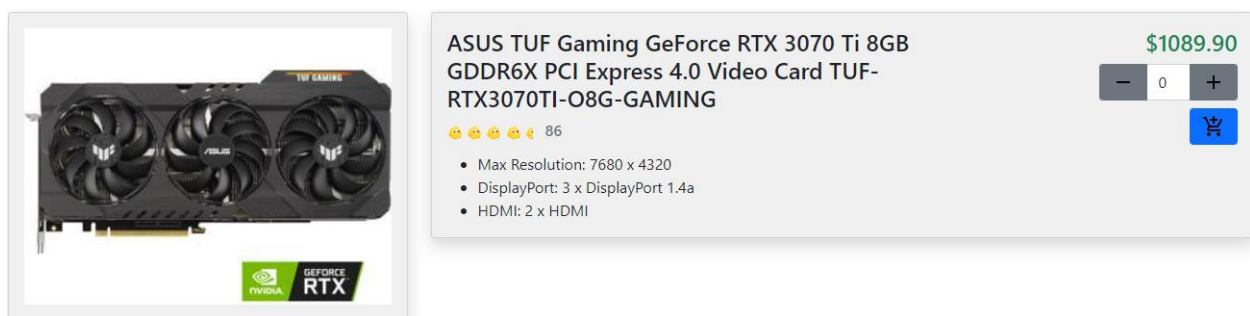 TUF GAMING
ASUS
NVIDIA.
GEFORCE
RTX
ASUS TUF Gaming GeForce RTX 3070 Ti 8GB
GDDR6X PCI Express 4.0 Video Card TUF-
RTX3070TI-O8G-GAMING
86
• Max Resolution: 7680 x 4320
• DisplayPort: 3 x DisplayPort 1.4a
• HDMI: 2 x HDMI
$1089.90
− 0 +